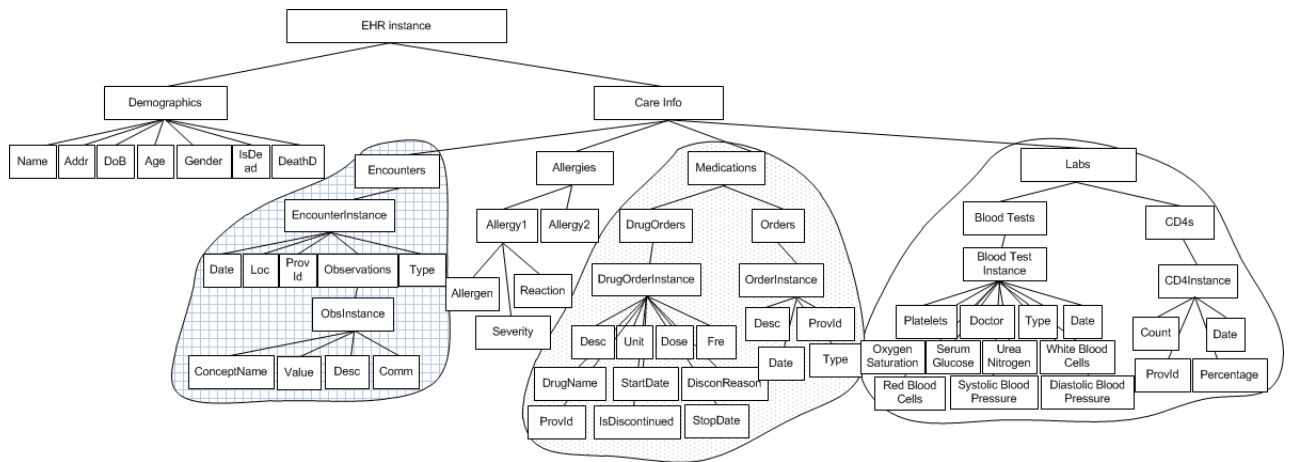 EHR instance
Demographics
Care Info
Name
Addr
DoB
Age
Gender
IsDe
ad
DeathD
Encounters
Allergies
Medications
Labs
EncounterInstance
Allergy1
Allergy2
DrugOrders
Orders
Blood Tests
CD4s
Date
Loc
Prov
Id
Observations
Type
Allergen
Reaction
Severity
DrugOrderInstance
OrderInstance
Blood Test
Instance
CD4Instance
ObsInstance
ConceptName
Value
Desc
Comm
Desc
Unit
Dose
Fre
DrugName
StartDate
DisconReason
ProvId
IsDiscontinued
StopDate
Desc
ProvId
Date
Type
Platelets
Doctor
Type
Date
Oxygen
Saturation
Serum
Glucose
Urea
Nitrogen
White Blood
Cells
Red Blood
Cells
Systolic Blood
Pressure
Diastolic Blood
Pressure
Count
Date
ProvId
Percentage